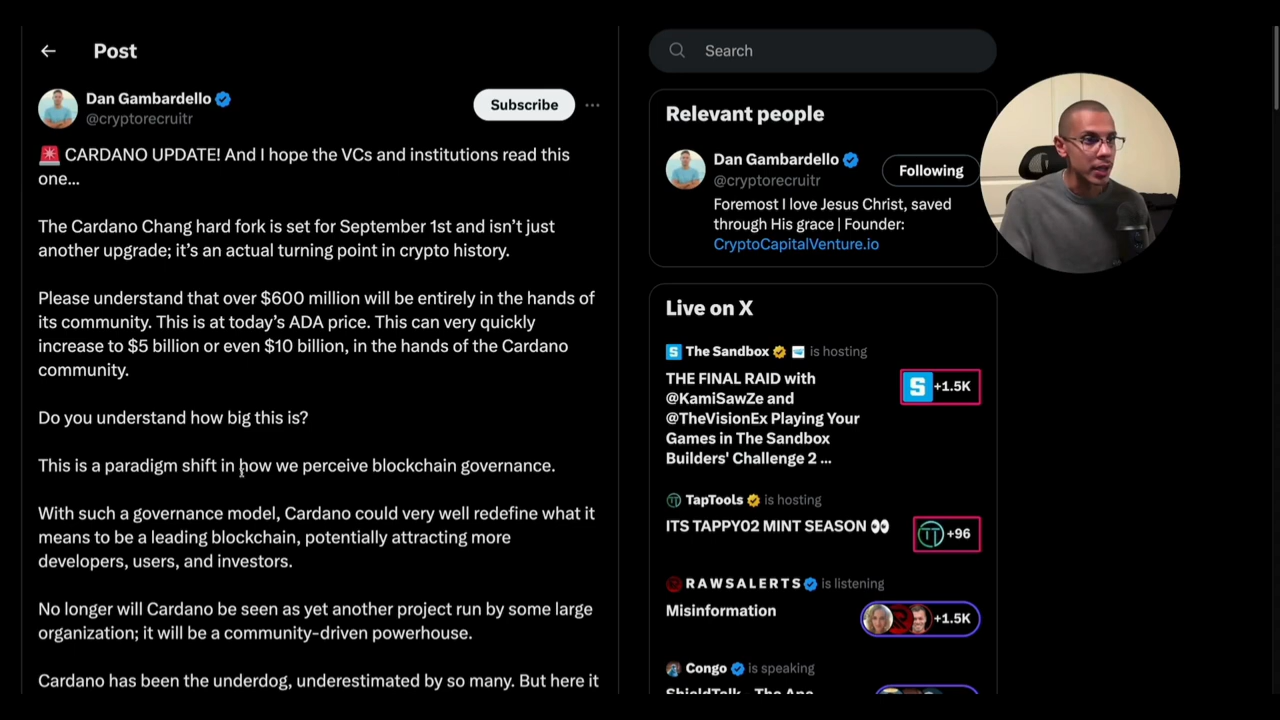 Post
Dan Gambardello
@cryptorecruitr
Subscribe
🚨 CARDANO UPDATE! And I hope the VCs and institutions read this
one...
The Cardano Chang hard fork is set for September 1st and isn’t just
another upgrade; it’s an actual turning point in crypto history.
Please understand that over $600 million will be entirely in the hands of
its community. This is at today’s ADA price. This can very quickly
increase to $5 billion or even $10 billion, in the hands of the Cardano
community.
Do you understand how big this is?
This is a paradigm shift in how we perceive blockchain governance.
With such a governance model, Cardano could very well redefine what it
means to be a leading blockchain, potentially attracting more
developers, users, and investors.
No longer will Cardano be seen as yet another project run by some large
organization; it will be a community-driven powerhouse.
Cardano has been the underdog, underestimated by so many. But here it
Search
Relevant people
Dan Gambardello
@cryptorecruitr
Following
Foremost I love Jesus Christ, saved
through His grace | Founder:
CryptoCapitalVenture.io
Live on X
The Sandbox is hosting
THE FINAL RAID with
@KamiSawZe and
@TheVisionEx Playing Your
Games in The Sandbox
Builders' Challenge 2 ...
+1.5K
TapTools is hosting
ITS TAPPY02 MINT SEASON 👀
+96
RAWSALERTS is listening
Misinformation
+1.5K
Congo is speaking